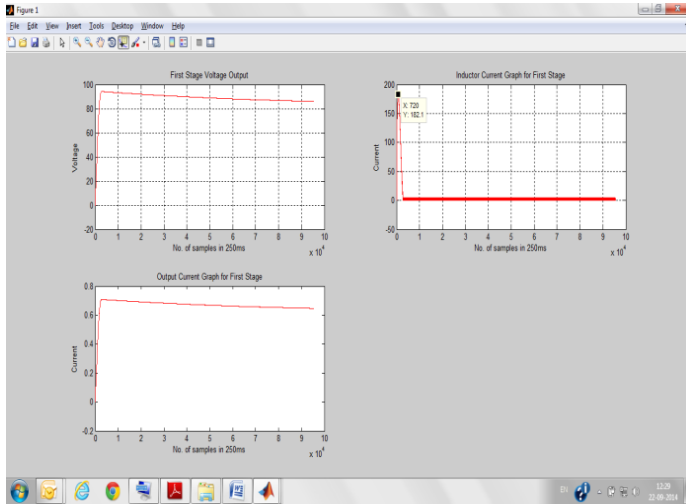 Figure 1
File Edit View Insert Tools Desktop Window Help
First Stage Voltage Output
100
80
60
40
20
0
-20
Voltage
0 1 2 3 4 5 6 7 8 9 10
No. of samples in 250ms
x 10^4
Inductor Current Graph for First Stage
200
150
100
50
0
-50
Current
X: 720
Y: 182.1
0 1 2 3 4 5 6 7 8 9 10
No. of samples in 250ms
x 10^4
Output Current Graph for First Stage
0.8
0.6
0.4
0.2
0
-0.2
Current
0 1 2 3 4 5 6 7 8 9 10
No. of samples in 250ms
x 10^4
EN
12:29
22-09-2014